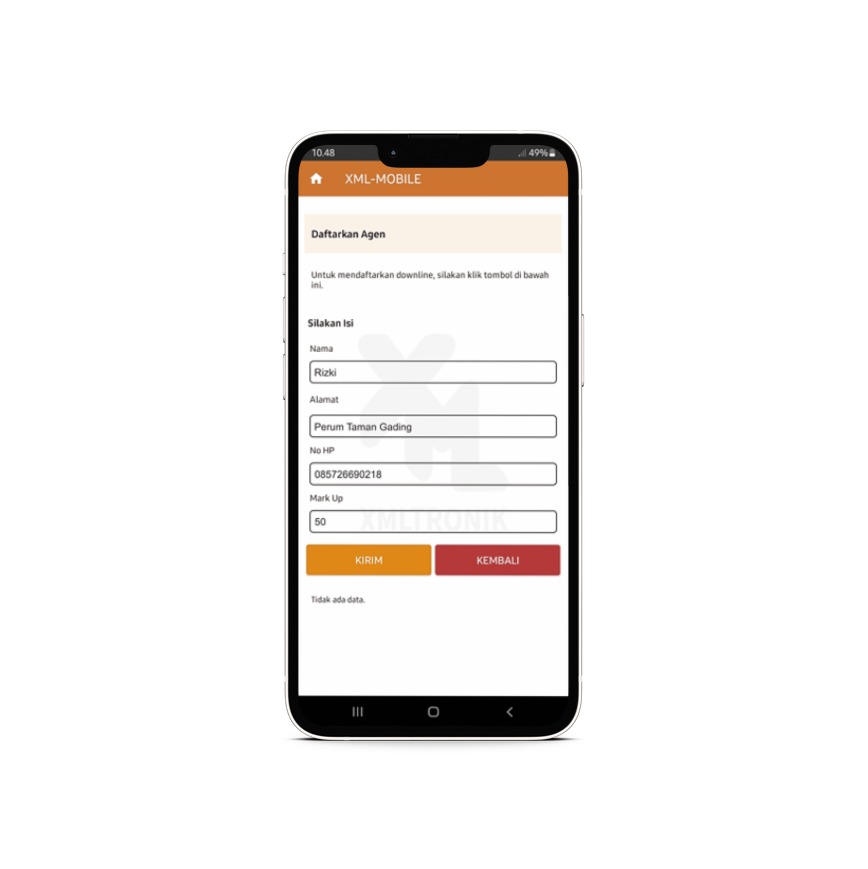 10.48
49%
XML-MOBILE
Daftarkan Agen
Untuk mendaftarkan downline, silakan klik tombol di bawah
ini.
Silakan Isi
Nama
Rizki
Alamat
Perum Taman Gading
No HP
085726690218
Mark Up
50
XMLTRONIK
KIRIM
KEMBALI
Tidak ada data.